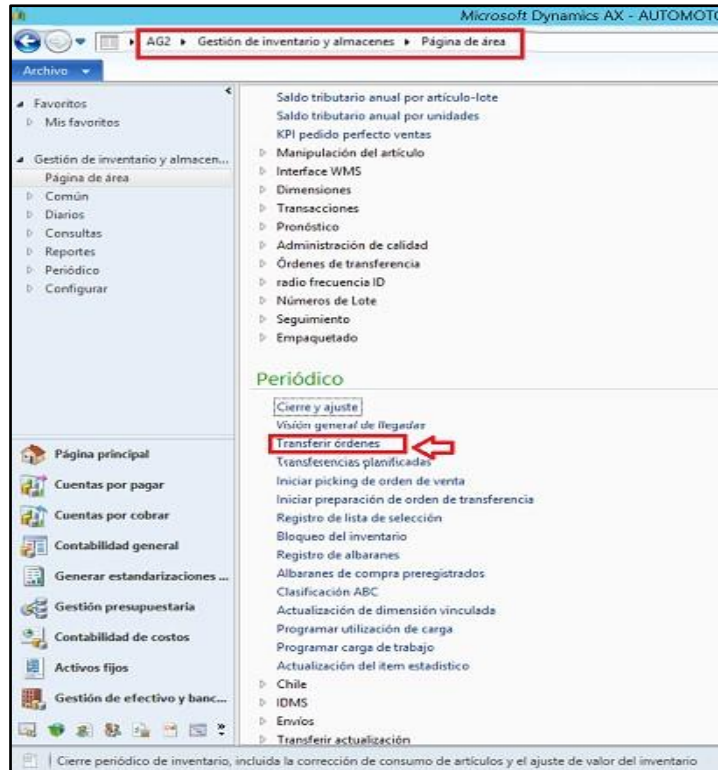 Microsoft Dynamics AX - AUTOMOTO
AG2 ▸ Gestión de inventario y almacenes ▸ Página de área
Archivo
Favoritos
Mis favoritos
Gestión de inventario y almacen...
Página de área
Común
Diarios
Consultas
Reportes
Periódico
Configurar
Página principal
Cuentas por pagar
Cuentas por cobrar
Contabilidad general
Generar estandarizaciones ...
Gestión presupuestaria
Contabilidad de costos
Activos fijos
Gestión de efectivo y banc...
Saldo tributario anual por artículo-lote
Saldo tributario anual por unidades
KPI pedido perfecto ventas
Manipulación del artículo
Interface WMS
Dimensiones
Transacciones
Pronóstico
Administración de calidad
Órdenes de transferencia
radio frecuencia ID
Números de Lote
Seguimiento
Empaquetado
Periódico
Cierre y ajuste
Visión general de llegadas
Transferir órdenes
Transferencias planificadas
Iniciar picking de orden de venta
Iniciar preparación de orden de transferencia
Registro de lista de selección
Bloqueo del inventario
Registro de albaranes
Albaranes de compra preregistrados
Clasificación ABC
Actualización de dimensión vinculada
Programar utilización de carga
Programar carga de trabajo
Actualización del item estadístico
Chile
IDMS
Envíos
Transferir actualización
Cierre periódico de inventario, incluida la corrección de consumo de artículos y el ajuste de valor del inventario